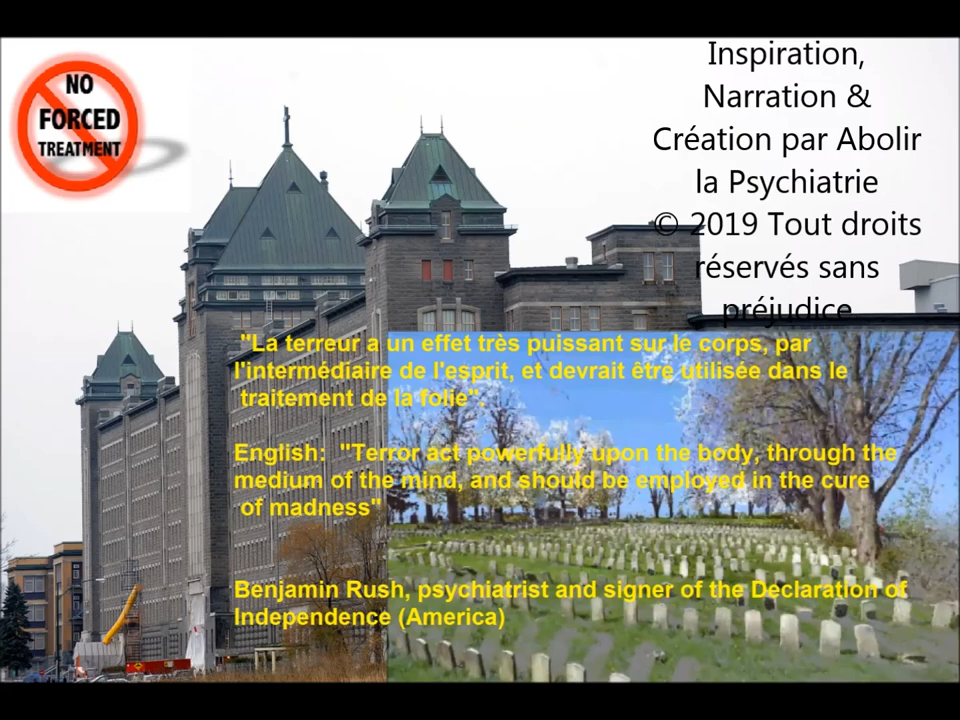 NO
FORCED
TREATMENT
Inspiration,
Narration &
Création par Abolir
la Psychiatrie
© 2019 Tout droits
réservés sans
préjudice
"La terreur a un effet très puissant sur le corps, par
l'intermédiaire de l'esprit, et devrait être utilisée dans le
traitement de la folie".
English: "Terror act powerfully upon the body, through the
medium of the mind, and should be employed in the cure
of madness"
Benjamin Rush, psychiatrist and signer of the Declaration of
Independence (America)